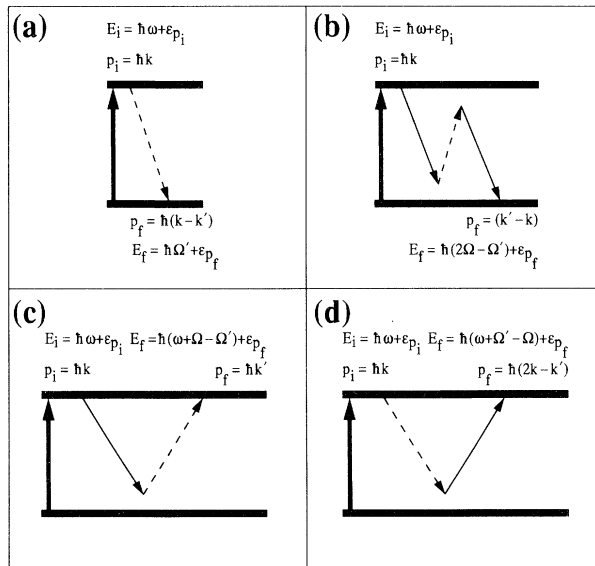 (a)
E_i = ħω+ε_{p_i}
p_i = ħk
p_f = ħ(k−k′)
E_f = ħΩ′+ε_{p_f}
(b)
E_i = ħω+ε_{p_i}
p_i =ħk
p_f = (k′−k)
E_f = ħ(2Ω−Ω′)+ε_{p_f}
(c)
E_i = ħω+ε_{p_i} E_f = ħ(ω+Ω−Ω′)+ε_{p_f}
p_i = ħk p_f = ħk′
(d)
E_i = ħω+ε_{p_i} E_f = ħ(ω+Ω′−Ω)+ε_{p_f}
p_i = ħk p_f = ħ(2k−k′)